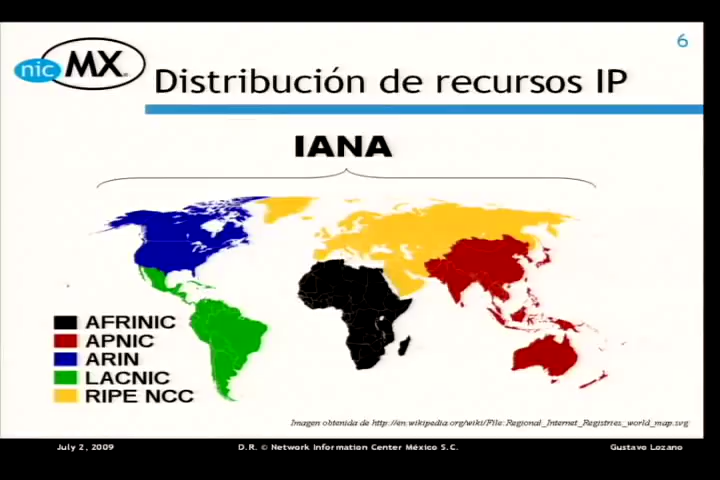 6
nic MX
Distribución de recursos IP
IANA
AFRINIC
APNIC
ARIN
LACNIC
RIPE NCC
Imagen obtenida de http://en.wikipedia.org/wiki/File:Regional_Internet_Registries_world_map.svg
July 2, 2009 D.R. © Network Information Center México S.C. Gustavo Lozano